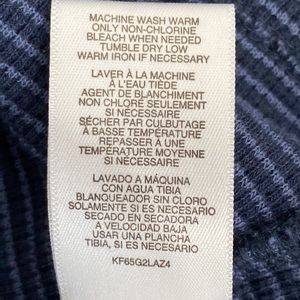 MACHINE WASH WARM
ONLY NON-CHLORINE
BLEACH WHEN NEEDED
TUMBLE DRY LOW
WARM IRON IF NECESSARY
LAVER À LA MACHINE
À L'EAU TIÈDE
AGENT DE BLANCHIMENT
NON CHLORÉ SEULEMENT
SI NÉCESSAIRE
SÉCHER PAR CULBUTAGE
À BASSE TEMPÉRATURE
REPASSER À UNE
TEMPÉRATURE MOYENNE
SI NÉCESSAIRE
LAVADO A MÁQUINA
CON AGUA TIBIA
BLANQUEADOR SIN CLORO
SOLAMENTE SI ES NECESARIO
SECADO EN SECADORA
A VELOCIDAD BAJA
USAR UNA PLANCHA
TIBIA, SI ES NECESARIO
KF65G2LAZ4